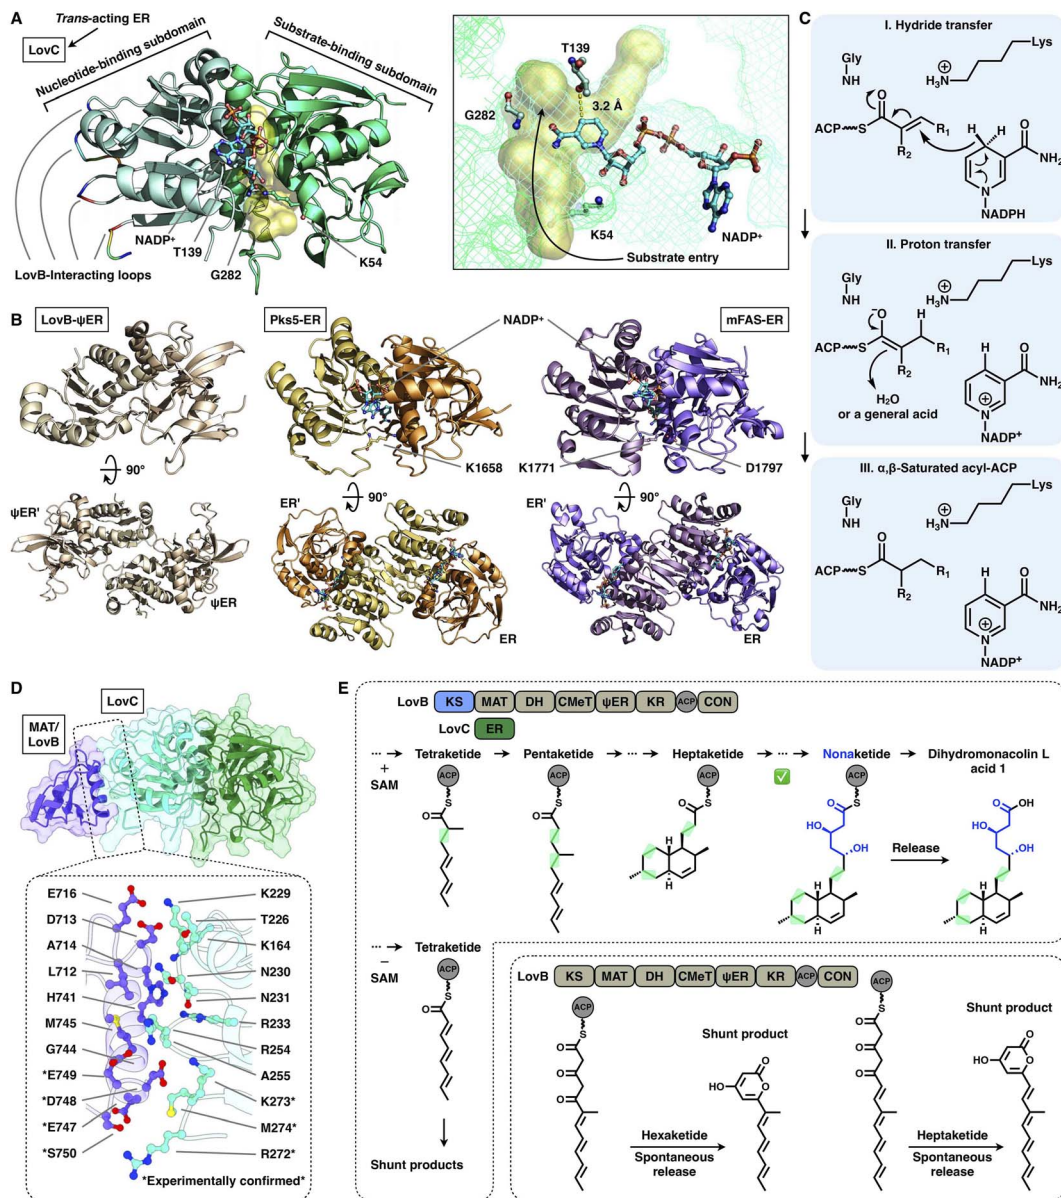 A
Trans-acting ER
LovC
Nucleotide-binding subdomain
Substrate-binding subdomain
NADP⁺
T139
G282
K54
LovB-Interacting loops
T139
3.2 Å
G282
K54
NADP⁺
Substrate entry
B
LovB-ψER
Pks5-ER
NADP⁺
mFAS-ER
K1658
K1771
D1797
90°
90°
90°
ψER'
ψER
ER'
ER
ER'
ER
C
I. Hydride transfer
Gly
NH
Lys
H₃N
⊕
O
ACP
S
R₁
R₂
H H
O
NH₂
N
NADPH
II. Proton transfer
Gly
NH
Lys
H₃N
⊕
⁻O
H
ACP
S
R₁
R₂
H₂O
or a general acid
H
O
NH₂
⊕
N
NADP⁺
III. α,β-Saturated acyl-ACP
Gly
NH
Lys
H₃N
⊕
O
ACP
S
R₁
R₂
H
O
NH₂
⊕
N
NADP⁺
D
LovC
MAT/
LovB
E716
D713
A714
L712
H741
M745
G744
*E749
*D748
*E747
*S750
K229
T226
K164
N230
N231
R233
R254
A255
K273*
M274*
R272*
*Experimentally confirmed*
E
LovB KS MAT DH CMeT ψER KR ACP CON
LovC ER
··· Tetraketide Pentaketide ··· Heptaketide ··· Nonaketide Dihydromonacolin L
acid 1
+
SAM
ACP
S
O
ACP
S
O
ACP
S
O
H
H
ACP
S
O
HO
OH
H
H
Release
O
OH
HO
OH
H
H
··· Tetraketide
−
SAM
ACP
S
O
Shunt products
LovB KS MAT DH CMeT ψER KR ACP CON
ACP
S
O
O
O
O
Hexaketide
Spontaneous
release
Shunt product
HO
O
O
ACP
S
O
O
O
O
Heptaketide
Spontaneous
release
Shunt product
HO
O
O